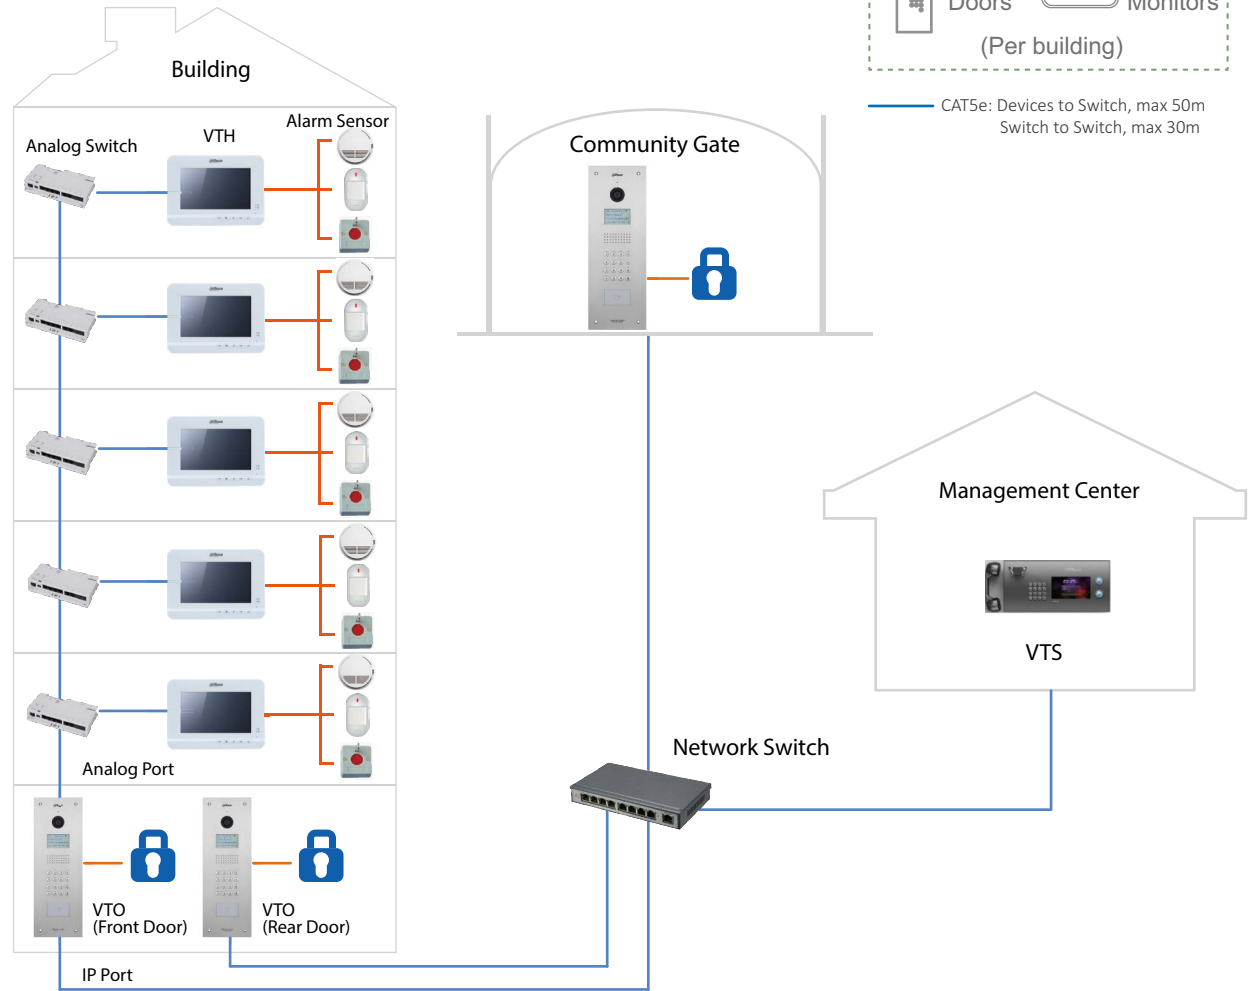 Doors
Monitors
(Per building)
CAT5e: Devices to Switch, max 50m
Switch to Switch, max 30m
Building
Alarm Sensor
Analog Switch
VTH
Community Gate
Management Center
VTS
Network Switch
Analog Port
VTO
(Front Door)
VTO
(Rear Door)
IP Port